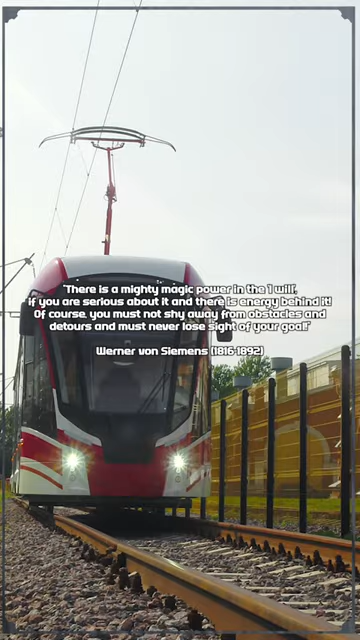 "There is a mighty magic power in the 'I will',
if you are serious about it and there is energy behind it!
Of course, you must not shy away from obstacles and
detours and must never lose sight of your goal!"
Werner von Siemens (1816-1892)